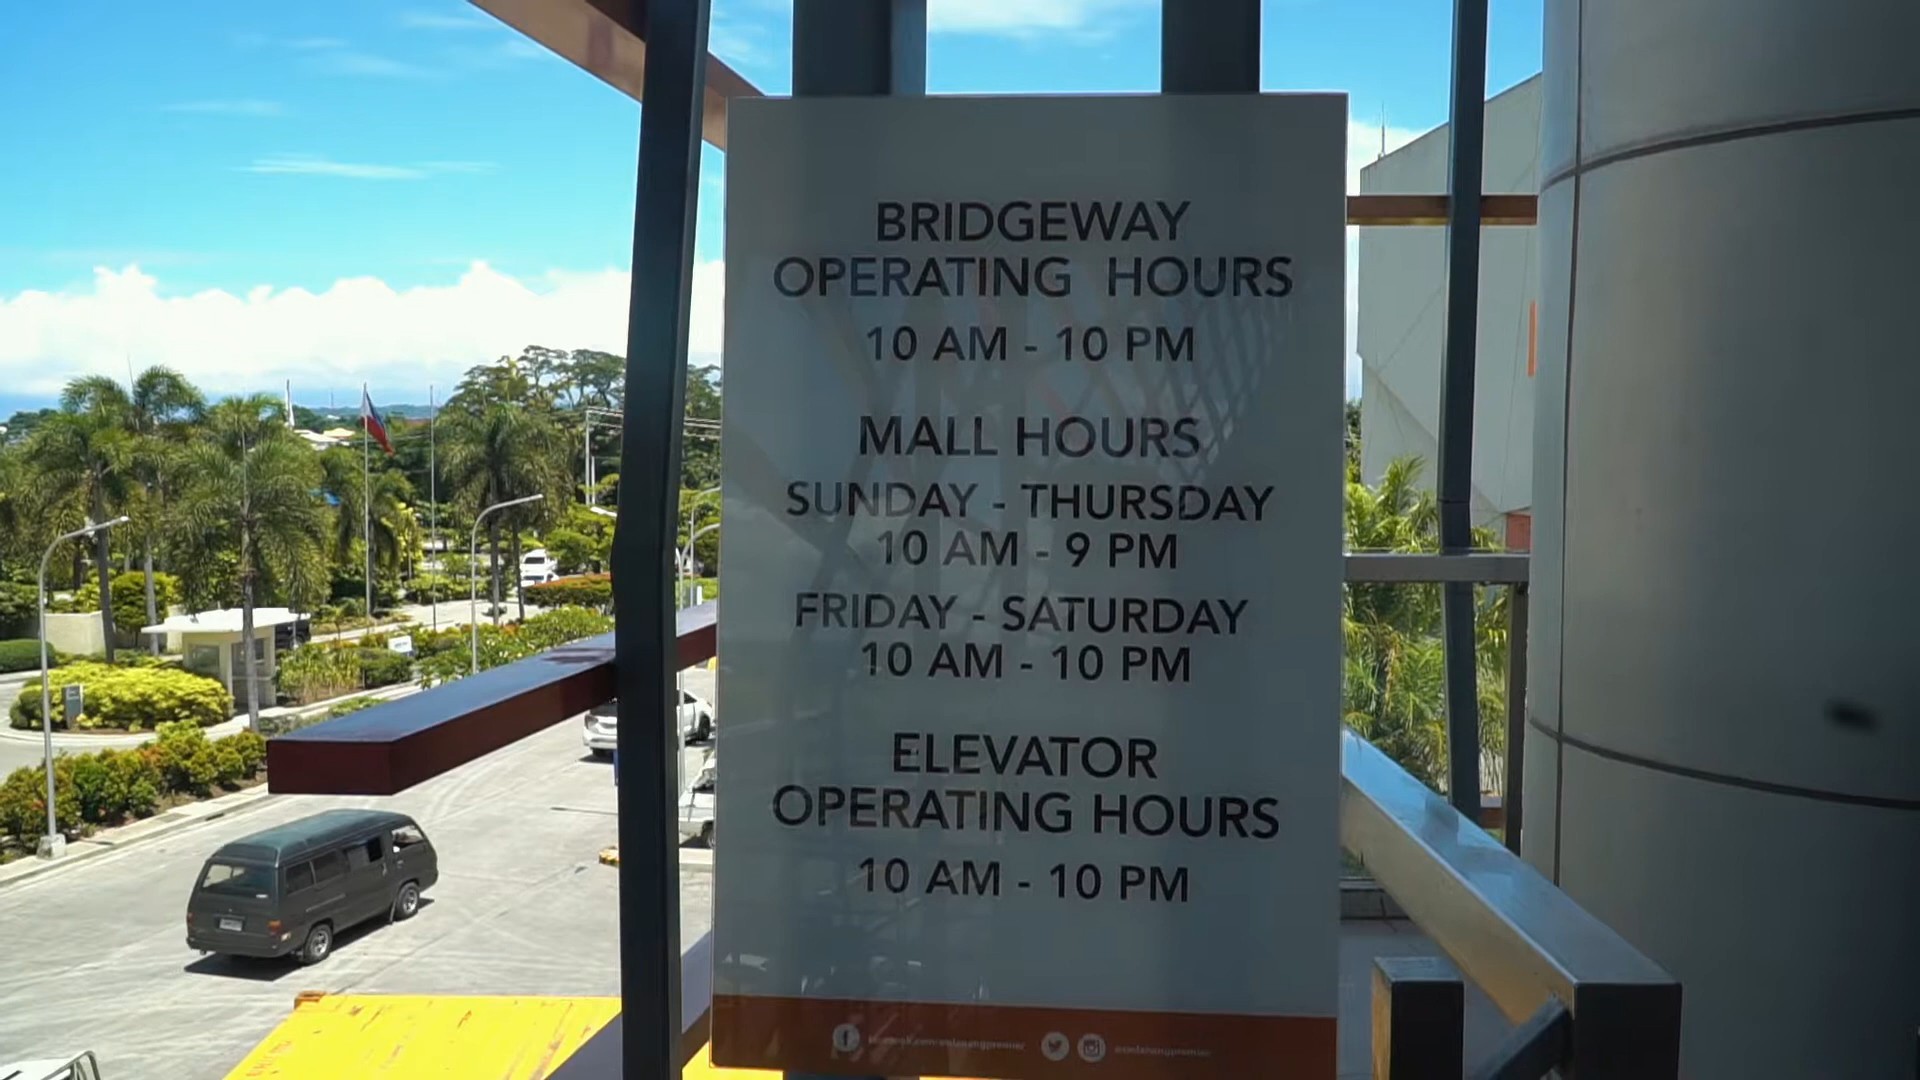 BRIDGEWAY
OPERATING HOURS
10 AM - 10 PM
MALL HOURS
SUNDAY - THURSDAY
10 AM - 9 PM
FRIDAY - SATURDAY
10 AM - 10 PM
ELEVATOR
OPERATING HOURS
10 AM - 10 PM